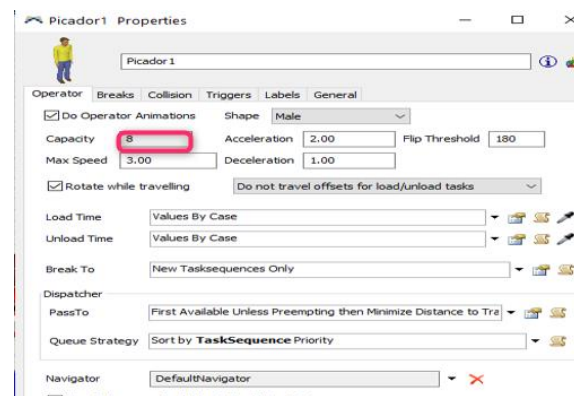 Picador1 Properties
Picador1
Operator Breaks Collision Triggers Labels General
Do Operator Animations Shape Male
Capacity 8 Acceleration 2.00 Flip Threshold 180
Max Speed 3.00 Deceleration 1.00
Rotate while travelling Do not travel offsets for load/unload tasks
Load Time Values By Case
Unload Time Values By Case
Break To New Tasksequences Only
Dispatcher
PassTo First Available Unless Preempting then Minimize Distance to Tra
Queue Strategy Sort by TaskSequence Priority
Navigator DefaultNavigator